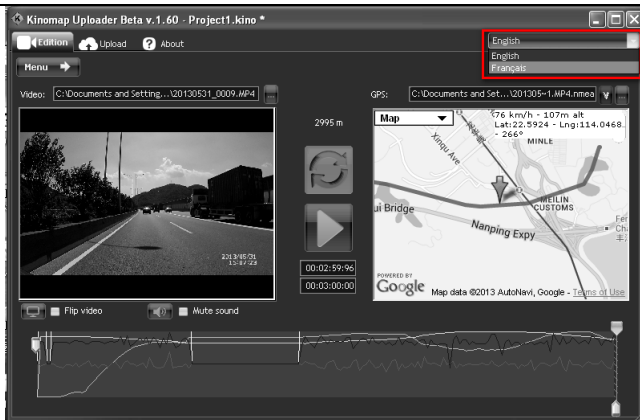 Kinomap Uploader Beta v.1.60 - Project1.kino *
Edition
Upload
? About
English
English
Français
Menu
Video:
C:\Documents and Setting...\20130531_0009.MP4
GPS:
C:\Documents and Set...\201305~1.MP4.nmea
2995 m
Map
76 km/h - 107m alt
Lat:22.5924 - Lng:114.0468
- 266°
MINLE
Xinqu Ave
MEILIN
CUSTOMS
ui Bridge
Nanping Expy
2013/05/31
15:07:23
00:02:59:96
00:03:00:00
POWERED BY
Google
Map data ©2013 AutoNavi, Google - Terms of Use
Flip video
Mute sound